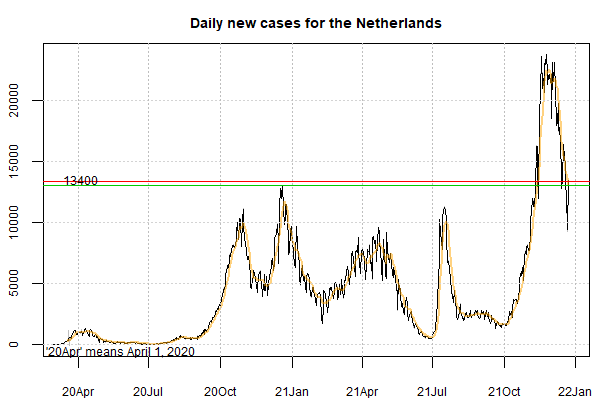 Daily new cases for the Netherlands
20000
15000
10000
5000
0
13400
'20Apr' means April 1, 2020
20Apr 20Jul 20Oct 21Jan 21Apr 21Jul 21Oct 22Jan